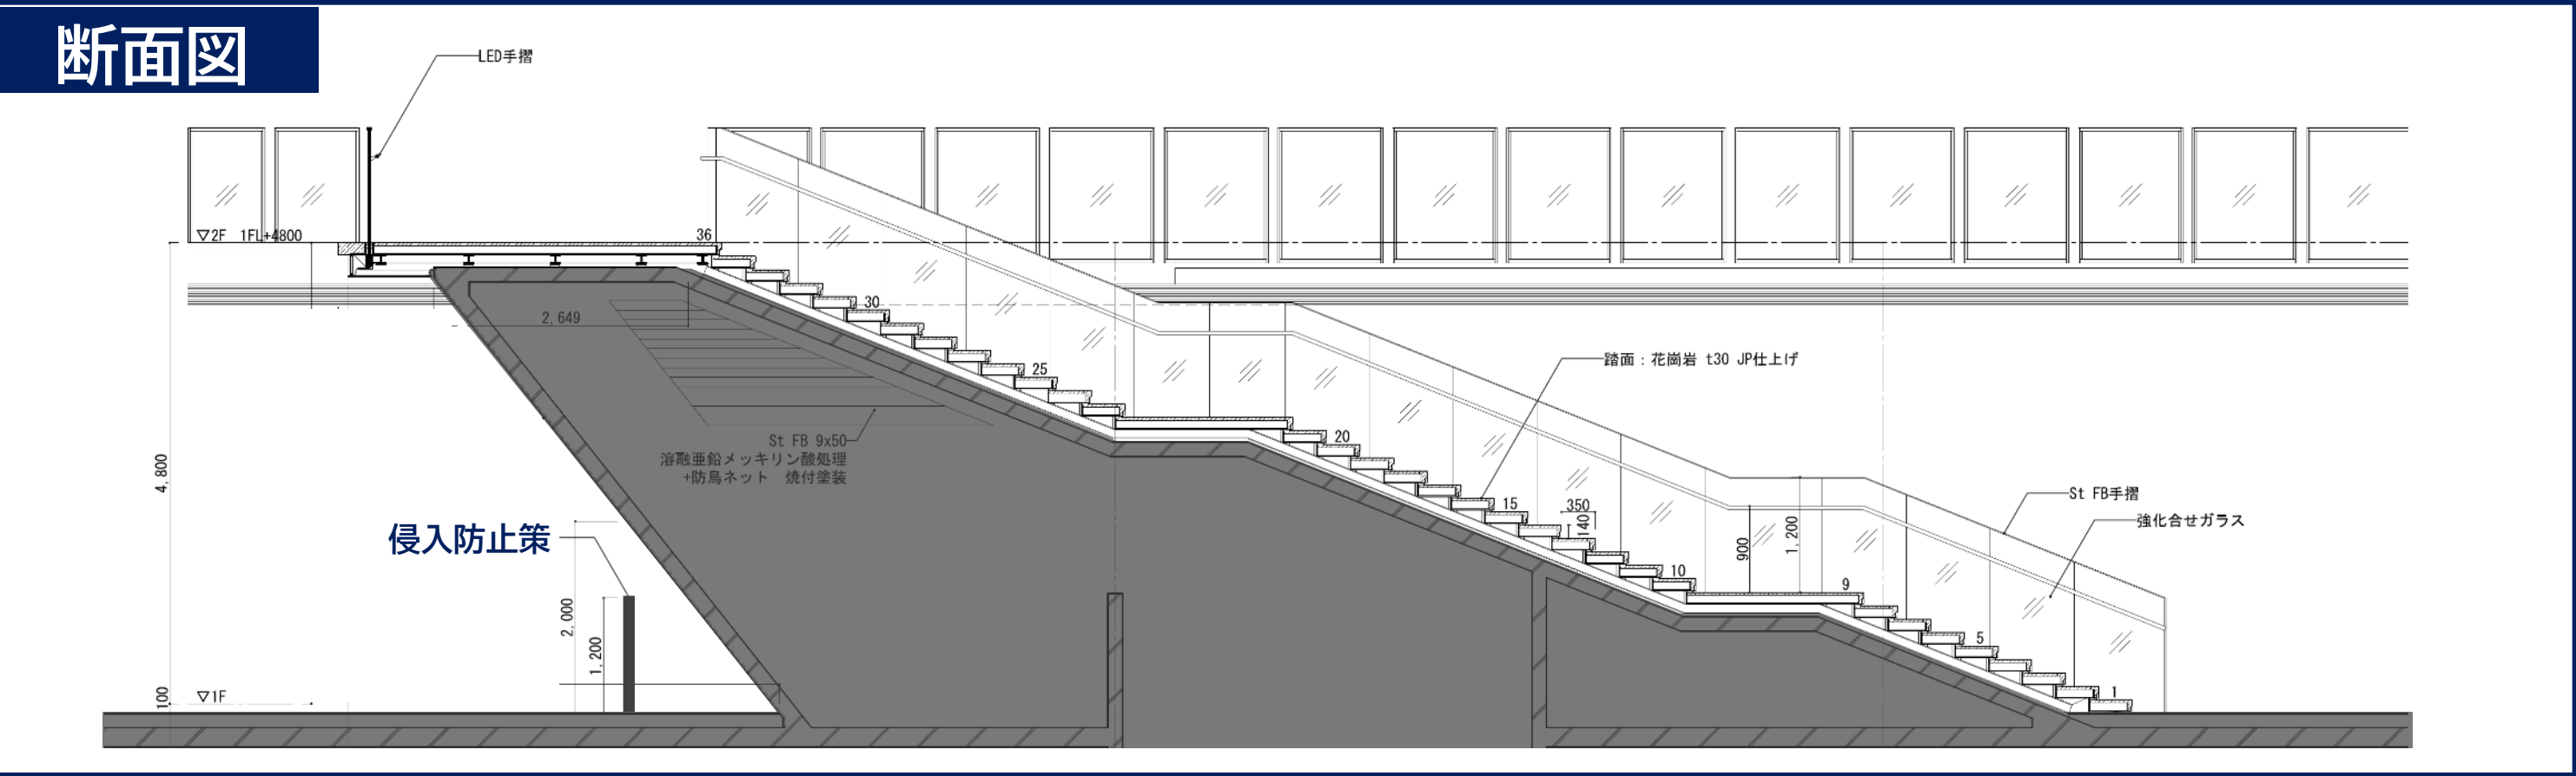 断面図
LED手摺
▽2F 1FL+4800
36
30
2,649
25
踏面：花崗岩 t30 JP仕上げ
20
St FB 9x50
溶融亜鉛メッキリン酸処理
+防鳥ネット 焼付塗装
4,800
15
350
140
St FB手摺
強化合せガラス
侵入防止策
900
1,200
10
9
2,000
1,200
5
100
▽1F
1